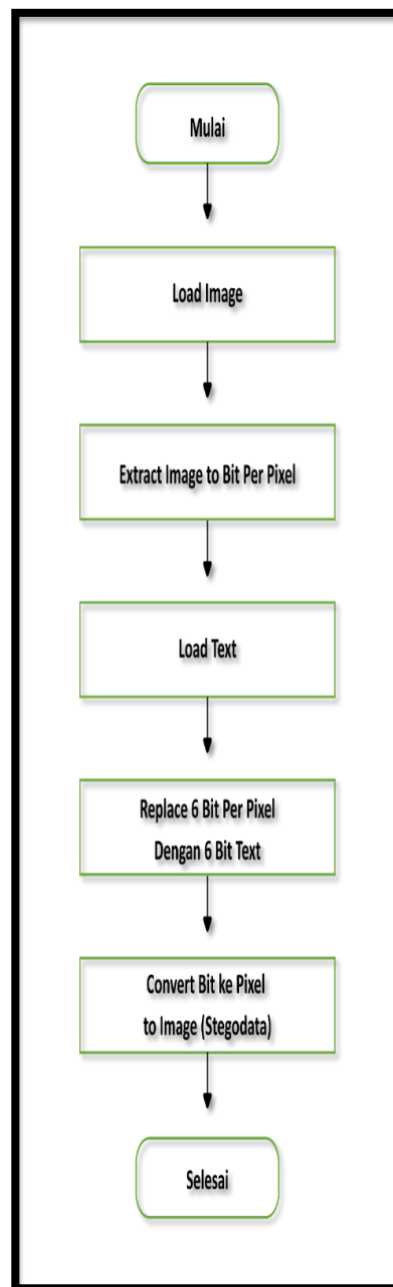 Mulai
Load Image
Extract Image to Bit Per Pixel
Load Text
Replace 6 Bit Per Pixel
Dengan 6 Bit Text
Convert Bit ke Pixel
to Image (Stegodata)
Selesai